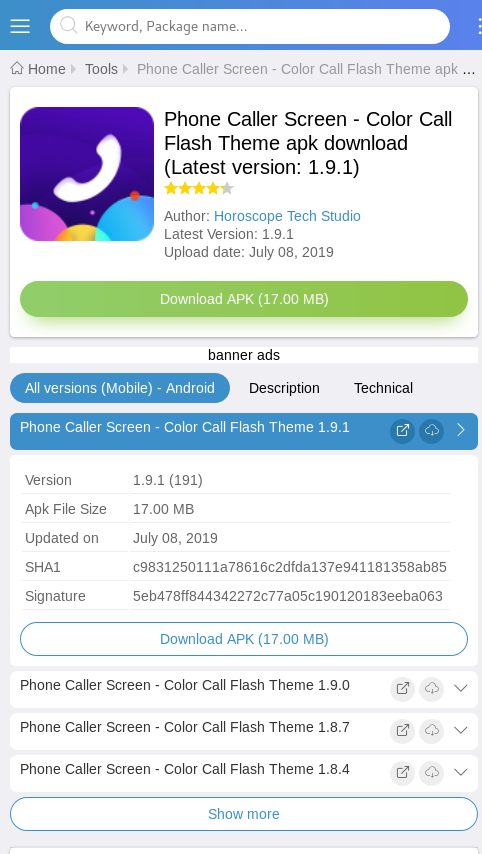 Keyword, Package name...
Home Tools Phone Caller Screen - Color Call Flash Theme apk ...
Phone Caller Screen - Color Call
Flash Theme apk download
(Latest version: 1.9.1)
Author: Horoscope Tech Studio
Latest Version: 1.9.1
Upload date: July 08, 2019
Download APK (17.00 MB)
banner ads
All versions (Mobile) - Android Description Technical
Phone Caller Screen - Color Call Flash Theme 1.9.1
Version 1.9.1 (191)
Apk File Size 17.00 MB
Updated on July 08, 2019
SHA1 c9831250111a78616c2dfda137e941181358ab85
Signature 5eb478ff844342272c77a05c190120183eeba063
Download APK (17.00 MB)
Phone Caller Screen - Color Call Flash Theme 1.9.0
Phone Caller Screen - Color Call Flash Theme 1.8.7
Phone Caller Screen - Color Call Flash Theme 1.8.4
Show more